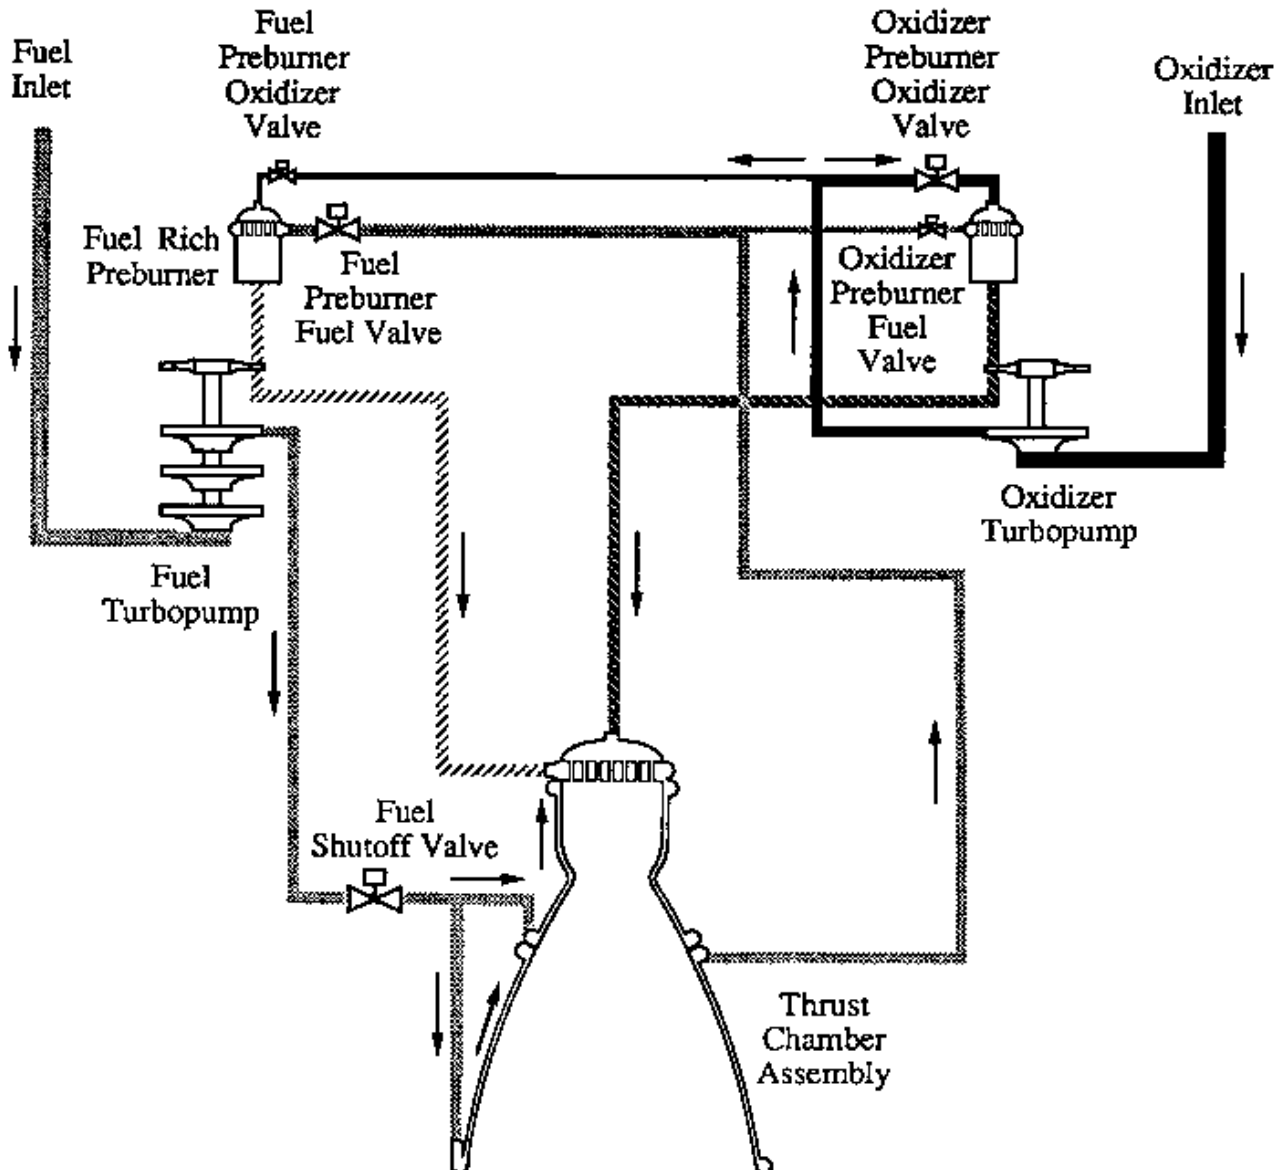 Fuel
Inlet
Fuel
Preburner
Oxidizer
Valve
Oxidizer
Preburner
Oxidizer
Valve
Oxidizer
Inlet
Fuel Rich
Preburner
Fuel
Preburner
Fuel Valve
Oxidizer
Preburner
Fuel
Valve
Fuel
Turbopump
Oxidizer
Turbopump
Fuel
Shutoff Valve
Thrust
Chamber
Assembly